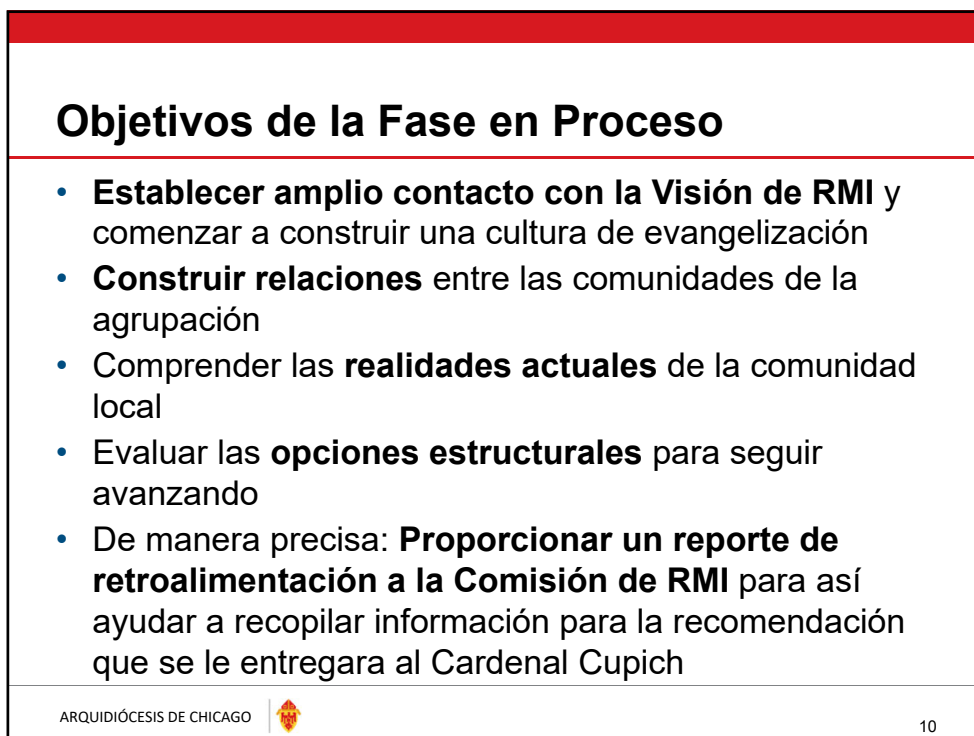 Objetivos de la Fase en Proceso
• Establecer amplio contacto con la Visión de RMI y
comenzar a construir una cultura de evangelización
• Construir relaciones entre las comunidades de la
agrupación
• Comprender las realidades actuales de la comunidad
local
• Evaluar las opciones estructurales para seguir
avanzando
• De manera precisa: Proporcionar un reporte de
retroalimentación a la Comisión de RMI para así
ayudar a recopilar información para la recomendación
que se le entregara al Cardenal Cupich
ARQUIDIÓCESIS DE CHICAGO
10